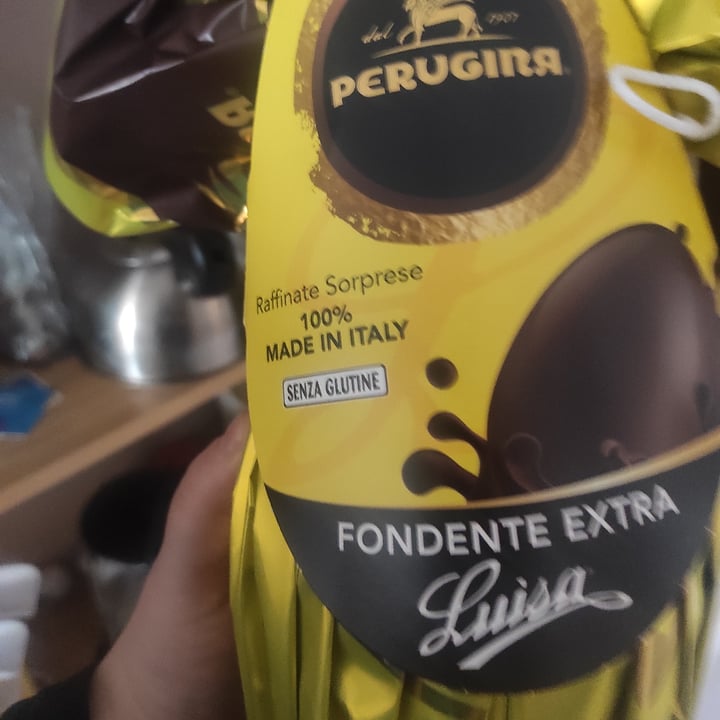 dal 1907
PERUGINA
Raffinate Sorprese
100%
MADE IN ITALY
SENZA GLUTINE
FONDENTE EXTRA
Luisa